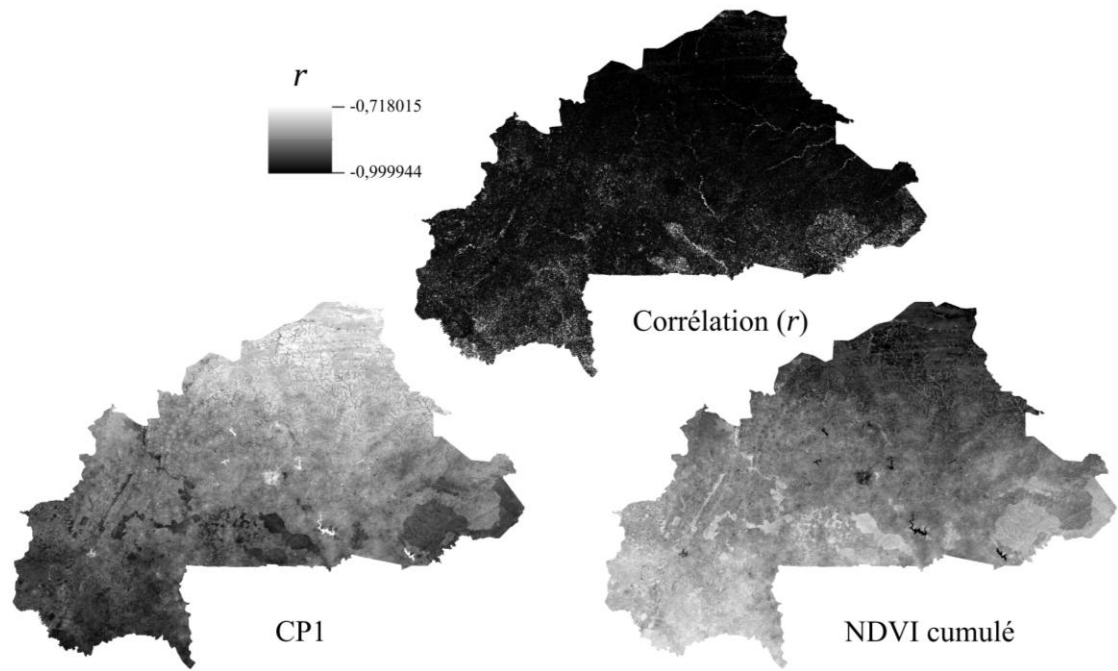 r
-0,718015
-0,999944
Corrélation (r)
CP1
NDVI cumulé